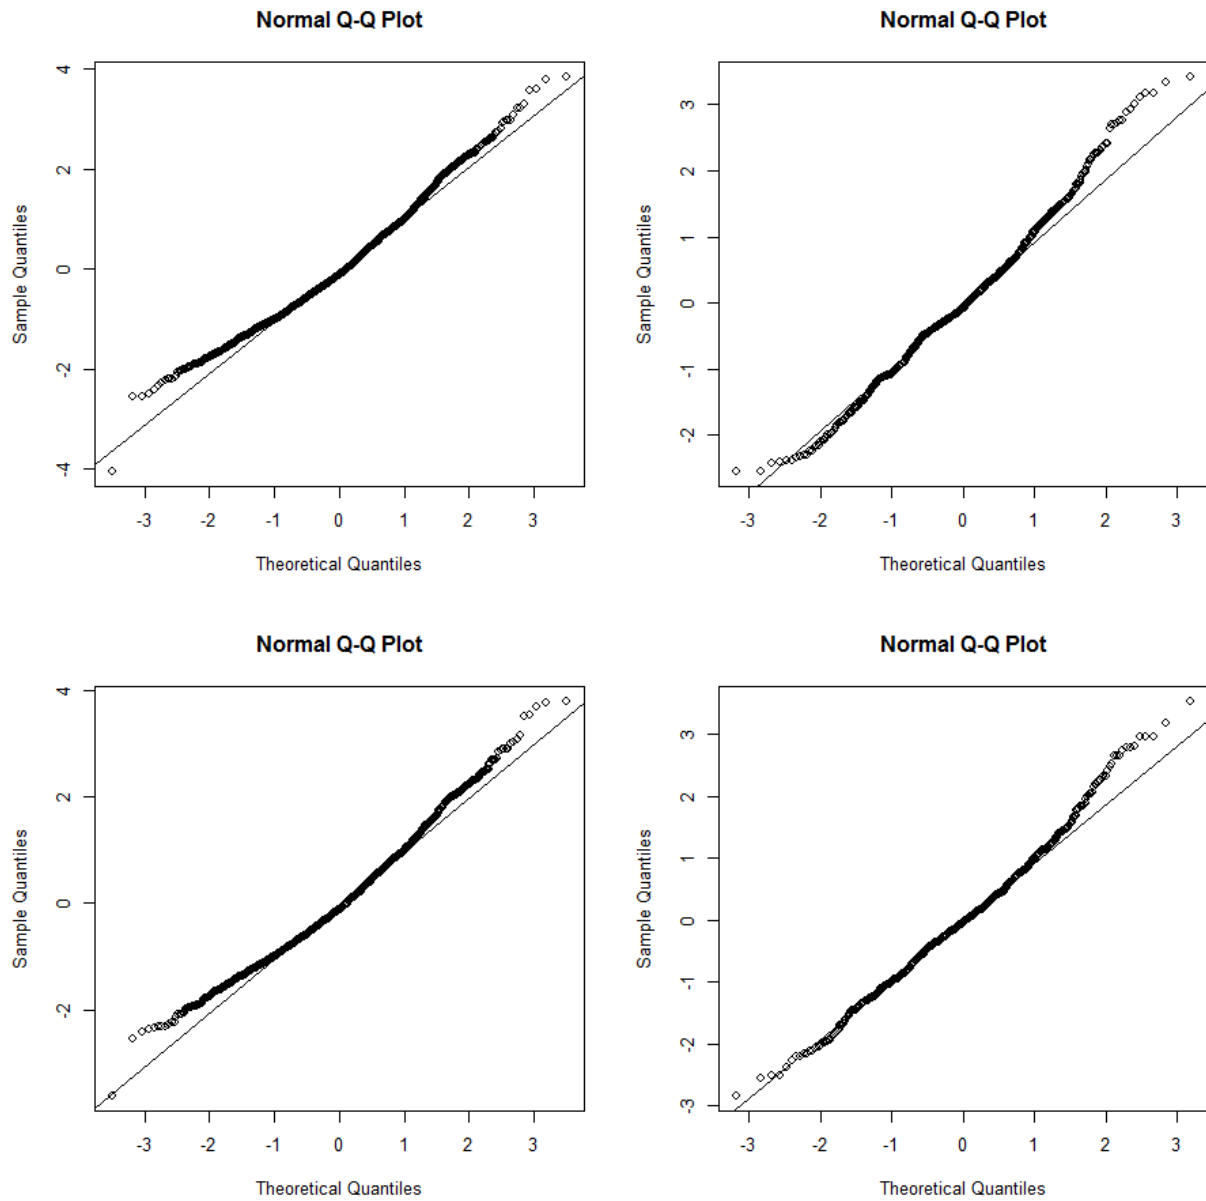 Normal Q-Q Plot
4
2
0
-2
-4
Sample Quantiles
-3 -2 -1 0 1 2 3
Theoretical Quantiles
Normal Q-Q Plot
3
2
1
0
-1
-2
Sample Quantiles
-3 -2 -1 0 1 2 3
Theoretical Quantiles
Normal Q-Q Plot
4
2
0
-2
Sample Quantiles
-3 -2 -1 0 1 2 3
Theoretical Quantiles
Normal Q-Q Plot
3
2
1
0
-1
-2
-3
Sample Quantiles
-3 -2 -1 0 1 2 3
Theoretical Quantiles